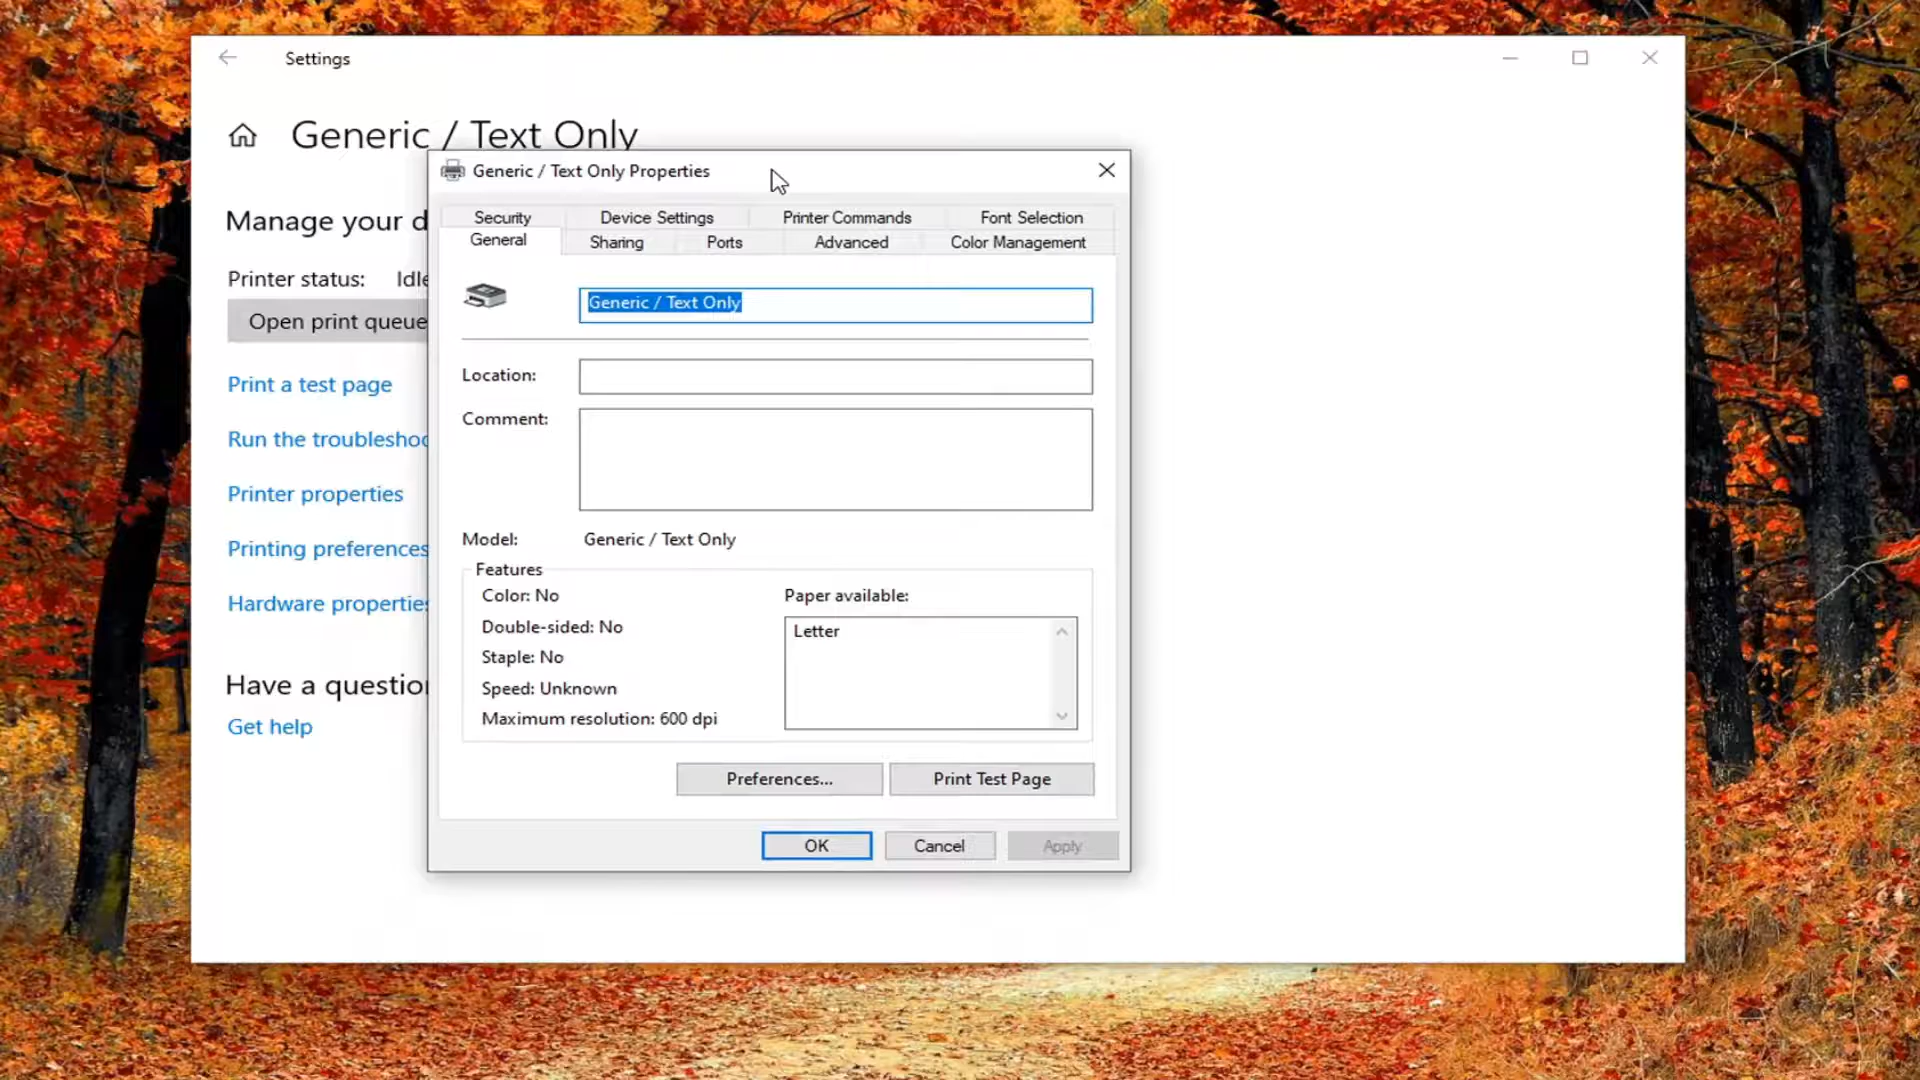 Settings
Generic / Text Only
Generic / Text Only Properties
Security Device Settings Printer Commands Font Selection
General Sharing Ports Advanced Color Management
Manage your d
Printer status: Idle
Open print queue
Print a test page
Run the troubleshoo
Printer properties
Printing preferences
Hardware properties
Have a question
Get help
Generic / Text Only
Location:
Comment:
Model: Generic / Text Only
Features
Color: No
Double-sided: No
Staple: No
Speed: Unknown
Maximum resolution: 600 dpi
Paper available:
Letter
Preferences... Print Test Page
OK Cancel Apply